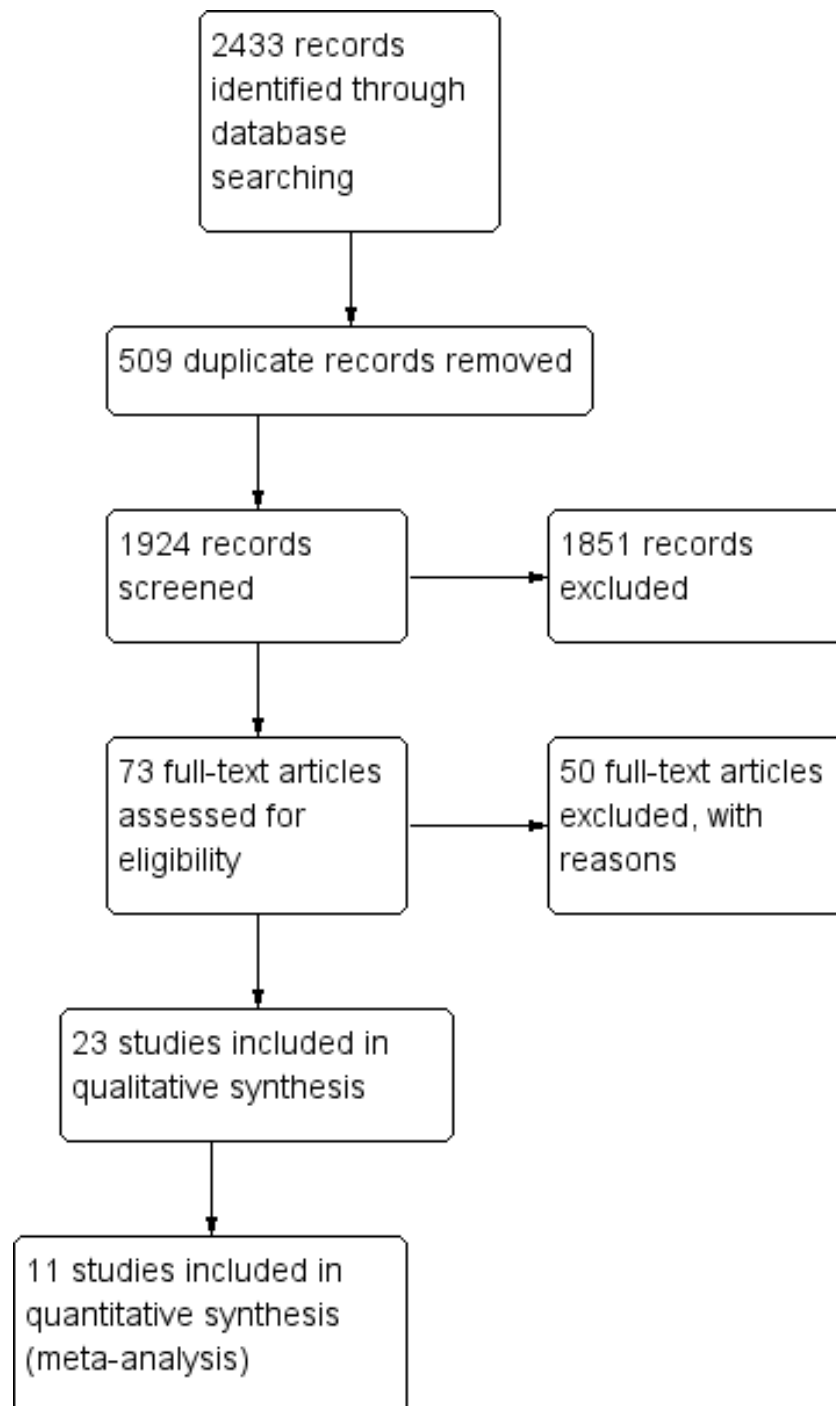 2433 records
identified through
database
searching
509 duplicate records removed
1924 records
screened
1851 records
excluded
73 full-text articles
assessed for
eligibility
50 full-text articles
excluded, with
reasons
23 studies included in
qualitative synthesis
11 studies included in
quantitative synthesis
(meta-analysis)